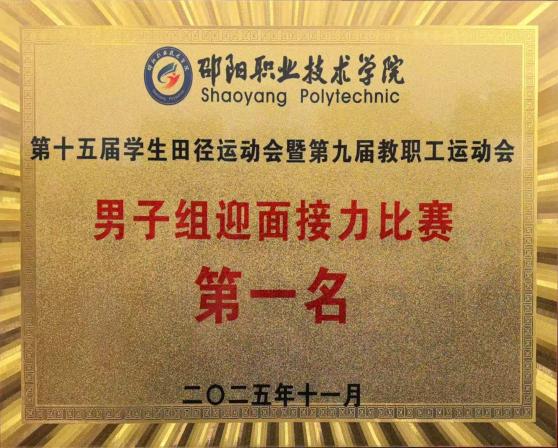 邵阳职业技术学院
Shaoyang Polytechnic
第十五届学生田径运动会暨第九届教职工运动会
男子组迎面接力比赛
第一名
二〇二五年十一月